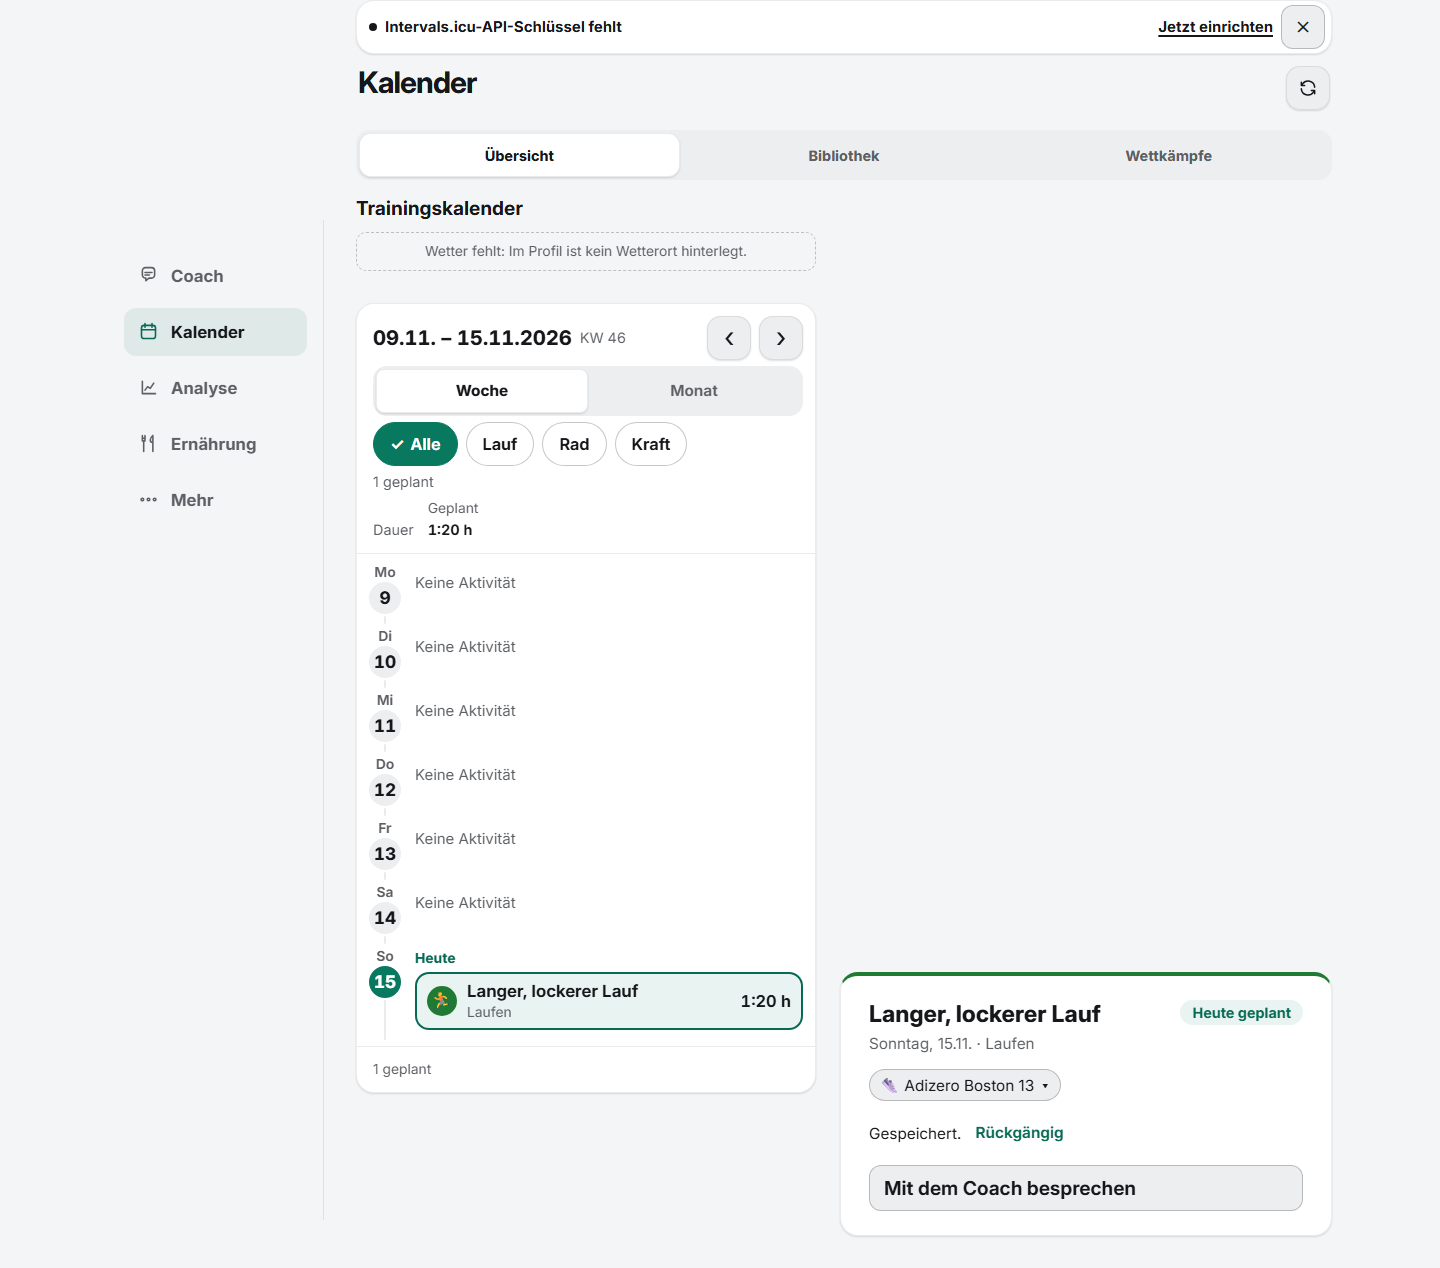 Intervals.icu-API-Schlüssel fehlt
Jetzt einrichten
Kalender
Übersicht
Bibliothek
Wettkämpfe
Trainingskalender
Wetter fehlt: Im Profil ist kein Wetterort hinterlegt.
Coach
Kalender
Analyse
Ernährung
Mehr
09.11. – 15.11.2026 KW 46
Woche
Monat
Alle
Lauf
Rad
Kraft
1 geplant
Geplant
Dauer 1:20 h
Mo
9
Keine Aktivität
Di
10
Keine Aktivität
Mi
11
Keine Aktivität
Do
12
Keine Aktivität
Fr
13
Keine Aktivität
Sa
14
Keine Aktivität
So
15
Heute
Langer, lockerer Lauf
Laufen
1:20 h
1 geplant
Langer, lockerer Lauf
Heute geplant
Sonntag, 15.11. · Laufen
Adizero Boston 13
Gespeichert. Rückgängig
Mit dem Coach besprechen